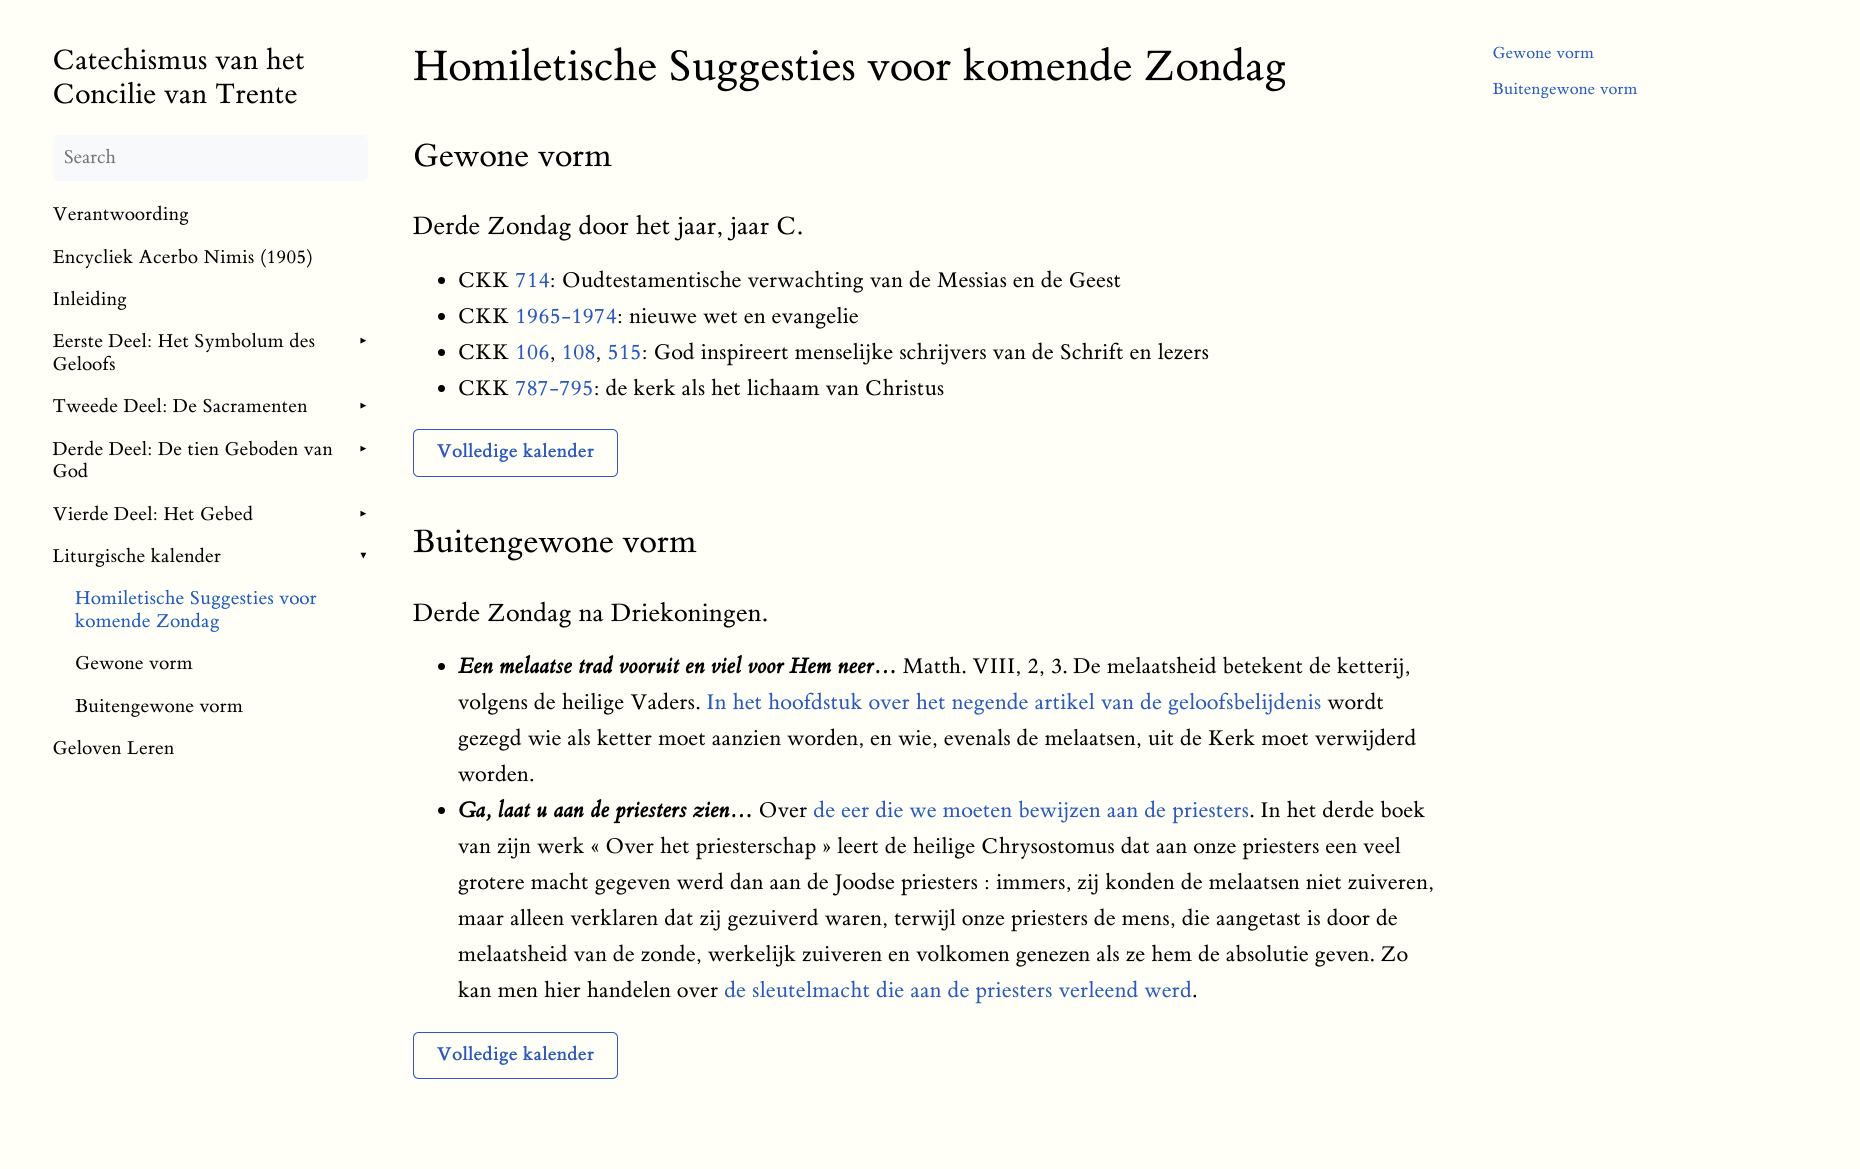 Catechismus van het
Concilie van Trente
Search
Verantwoording
Encycliek Acerbo Nimis (1905)
Inleiding
Eerste Deel: Het Symbolum des
Geloofs
Tweede Deel: De Sacramenten
Derde Deel: De tien Geboden van
God
Vierde Deel: Het Gebed
Liturgische kalender
Homiletische Suggesties voor
komende Zondag
Gewone vorm
Buitengewone vorm
Geloven Leren
Homiletische Suggesties voor komende Zondag
Gewone vorm
Derde Zondag door het jaar, jaar C.
• CKK 714: Oudtestamentische verwachting van de Messias en de Geest
• CKK 1965-1974: nieuwe wet en evangelie
• CKK 106, 108, 515: God inspireert menselijke schrijvers van de Schrift en lezers
• CKK 787-795: de kerk als het lichaam van Christus
Volledige kalender
Buitengewone vorm
Derde Zondag na Driekoningen.
• Een melaatse trad vooruit en viel voor Hem neer… Matth. VIII, 2, 3. De melaatsheid betekent de ketterij,
volgens de heilige Vaders. In het hoofdstuk over het negende artikel van de geloofsbelijdenis wordt
gezegd wie als ketter moet aanzien worden, en wie, evenals de melaatsen, uit de Kerk moet verwijderd
worden.
• Ga, laat u aan de priesters zien… Over de eer die we moeten bewijzen aan de priesters. In het derde boek
van zijn werk « Over het priesterschap » leert de heilige Chrysostomus dat aan onze priesters een veel
grotere macht gegeven werd dan aan de Joodse priesters : immers, zij konden de melaatsen niet zuiveren,
maar alleen verklaren dat zij gezuiverd waren, terwijl onze priesters de mens, die aangetast is door de
melaatsheid van de zonde, werkelijk zuiveren en volkomen genezen als ze hem de absolutie geven. Zo
kan men hier handelen over de sleutelmacht die aan de priesters verleend werd.
Volledige kalender
Gewone vorm
Buitengewone vorm